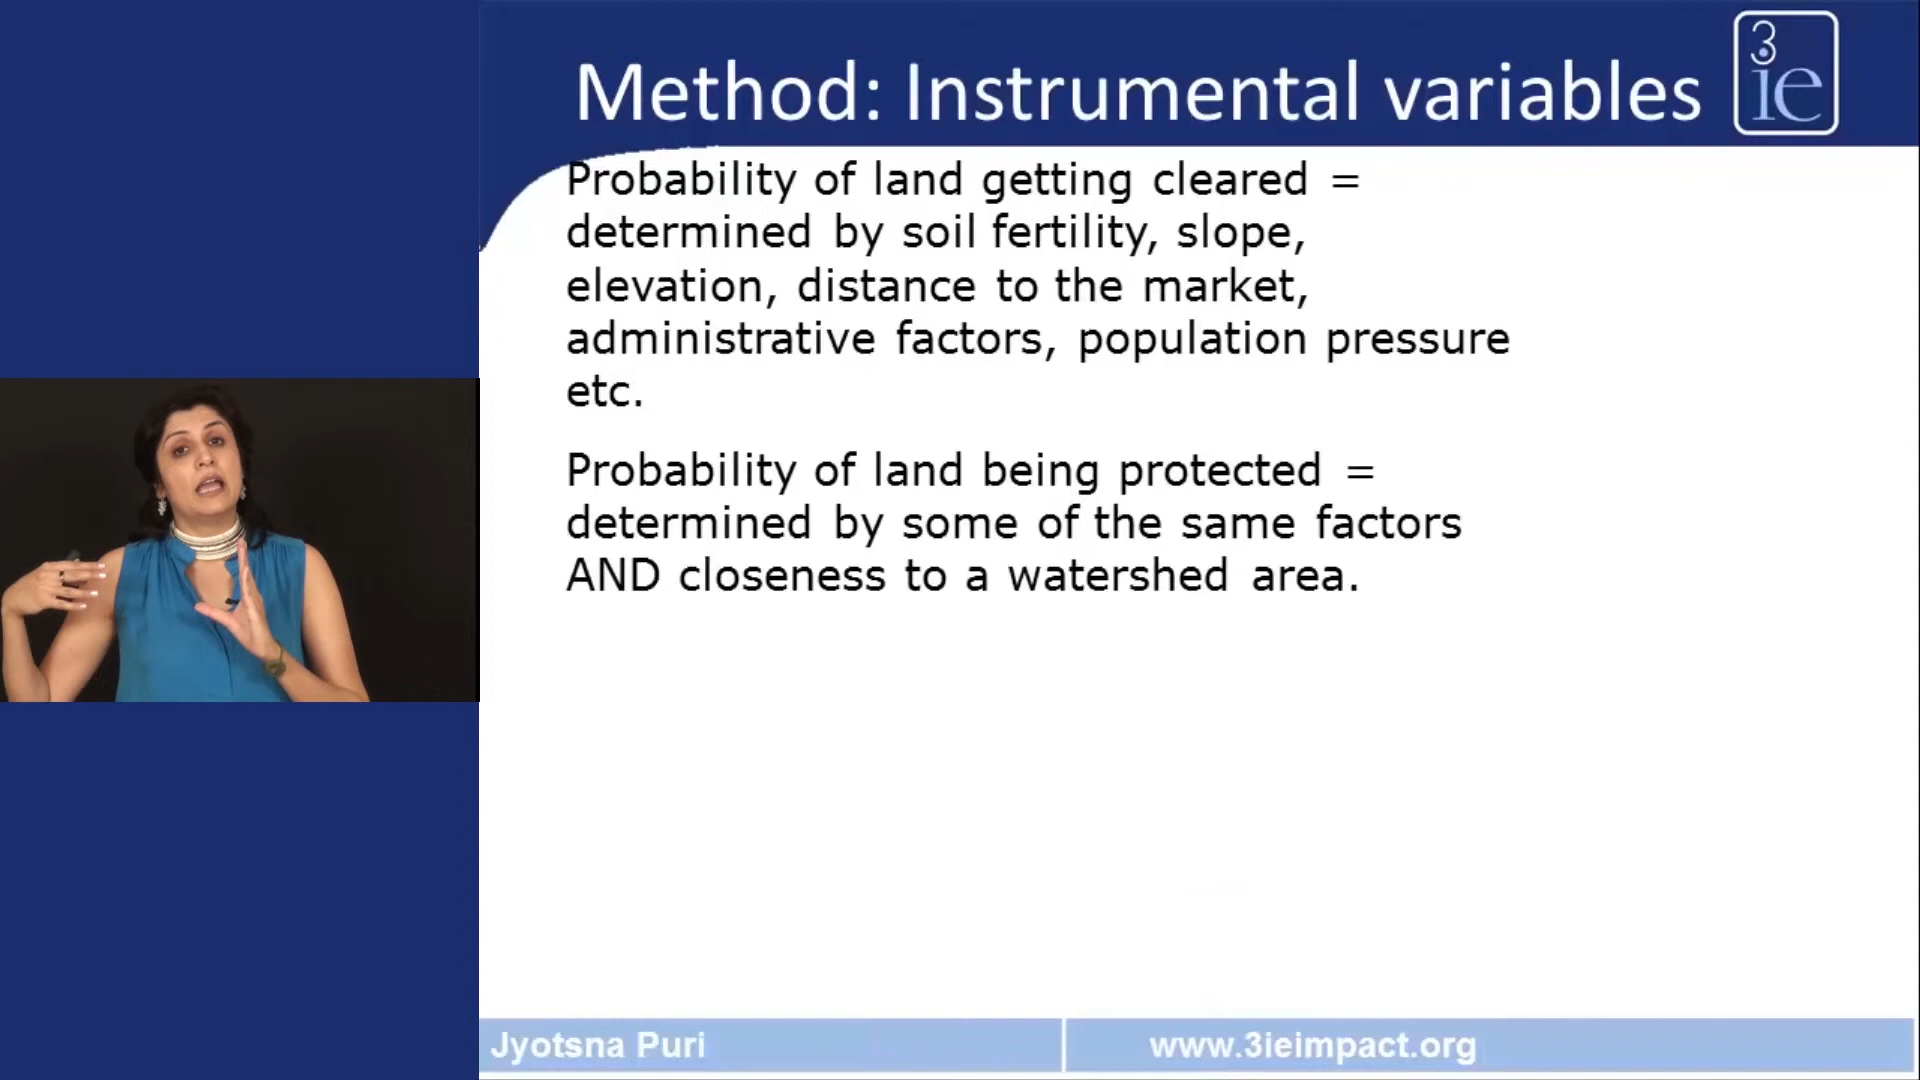 Method: Instrumental variables
3
ie
Probability of land getting cleared =
determined by soil fertility, slope,
elevation, distance to the market,
administrative factors, population pressure
etc.
Probability of land being protected =
determined by some of the same factors
AND closeness to a watershed area.
Jyotsna Puri
www.3ieimpact.org